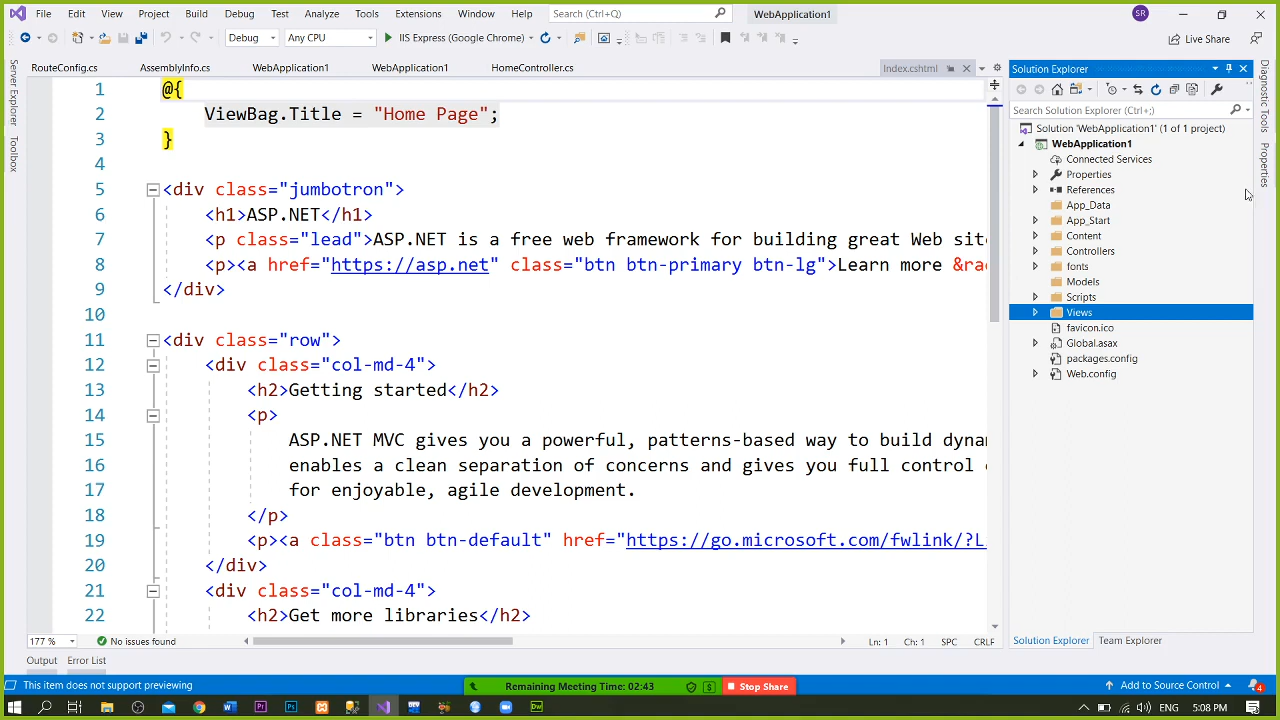 File Edit View Project Build Debug Test Analyze Tools Extensions Window Help Search (Ctrl+Q) WebApplication1 SR
Debug Any CPU IIS Express (Google Chrome) Live Share
RouteConfig.cs AssemblyInfo.cs WebApplication1 WebApplication1 HomeController.cs Index.cshtml
1 @{
2 ViewBag.Title = "Home Page";
3 }
4
5 <div class="jumbotron">
6 <h1>ASP.NET</h1>
7 <p class="lead">ASP.NET is a free web framework for building great Web site
8 <p><a href="https://asp.net" class="btn btn-primary btn-lg">Learn more &raq
9 </div>
10
11 <div class="row">
12 <div class="col-md-4">
13 <h2>Getting started</h2>
14 <p>
15 ASP.NET MVC gives you a powerful, patterns-based way to build dyna
16 enables a clean separation of concerns and gives you full control o
17 for enjoyable, agile development.
18 </p>
19 <p><a class="btn btn-default" href="https://go.microsoft.com/fwlink/?L
20 </div>
21 <div class="col-md-4">
22 <h2>Get more libraries</h2>
177 % No issues found Ln: 1 Ch: 1 SPC CRLF
Server Explorer
Toolbox
Solution Explorer
Search Solution Explorer (Ctrl+;)
Solution 'WebApplication1' (1 of 1 project)
WebApplication1
Connected Services
Properties
References
App_Data
App_Start
Content
Controllers
fonts
Models
Scripts
Views
favicon.ico
Global.asax
packages.config
Web.config
Solution Explorer Team Explorer
Diagnostic Tools
Properties
Output Error List
This item does not support previewing Remaining Meeting Time: 02:43 Stop Share Add to Source Control 4
5:08 PM